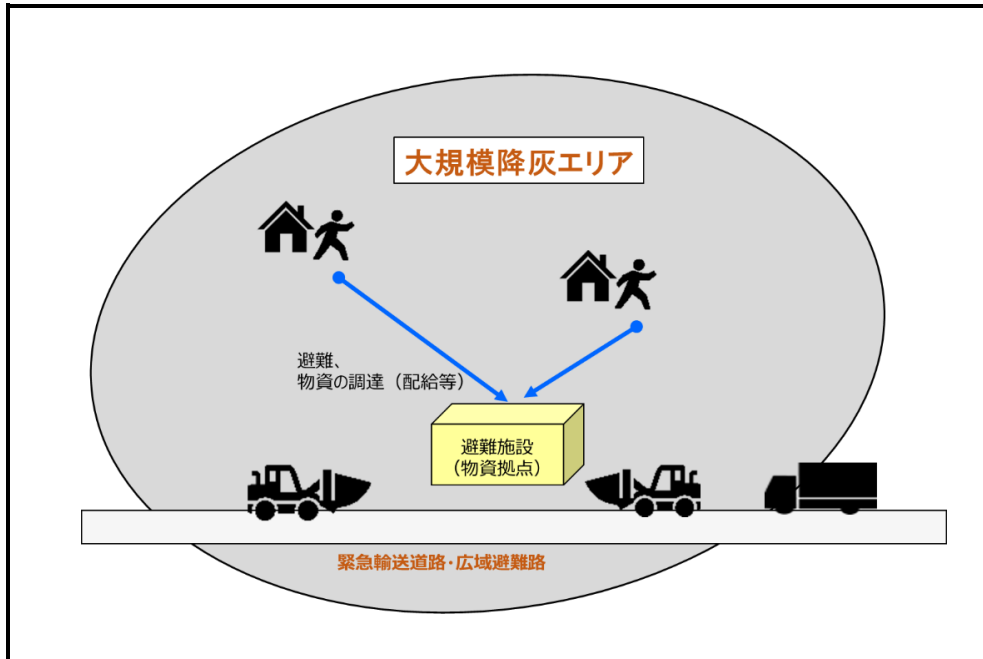 大規模降灰エリア
避難、
物資の調達（配給等）
避難施設
（物資拠点）
緊急輸送道路・広域避難路